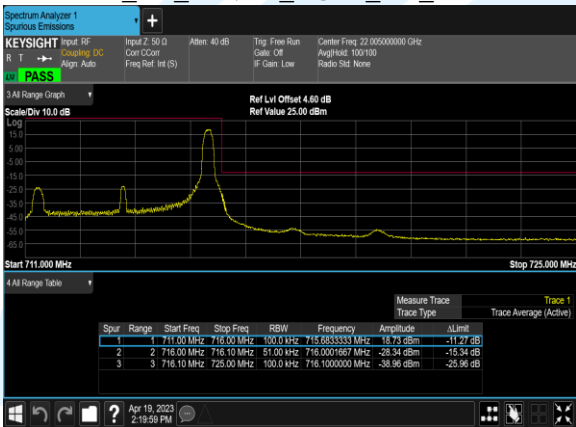 Spectrum Analyzer 1
Spurious Emissions
+
KEYSIGHT Input: RF Input Z: 50 Ω Atten: 40 dB Trig: Free Run Center Freq: 22.005000000 GHz
R T Coupling: DC Corr CCorr Gate: Off Avg|Hold: 100/100
Align: Auto Freq Ref: Int (S) IF Gain: Low Radio Std: None
PASS
3 All Range Graph
Ref Lvl Offset 4.60 dB
Scale/Div 10.0 dB Ref Value 25.00 dBm
Log
15.0
5.00
-5.00
-15.0
-25.0
-35.0
-45.0
-55.0
-65.0
Start 711.000 MHz Stop 725.000 MHz
4 All Range Table
Measure Trace Trace 1
Trace Type Trace Average (Active)
Spur Range Start Freq Stop Freq RBW Frequency Amplitude ΔLimit
1 1 711.00 MHz 716.00 MHz 100.0 kHz 715.6833333 MHz 18.73 dBm -11.27 dB
2 2 716.00 MHz 716.10 MHz 51.00 kHz 716.0001667 MHz -28.34 dBm -15.34 dB
3 3 716.10 MHz 725.00 MHz 100.0 kHz 716.1000000 MHz -38.96 dBm -25.96 dB
? Apr 19, 2023
2:19:59 PM